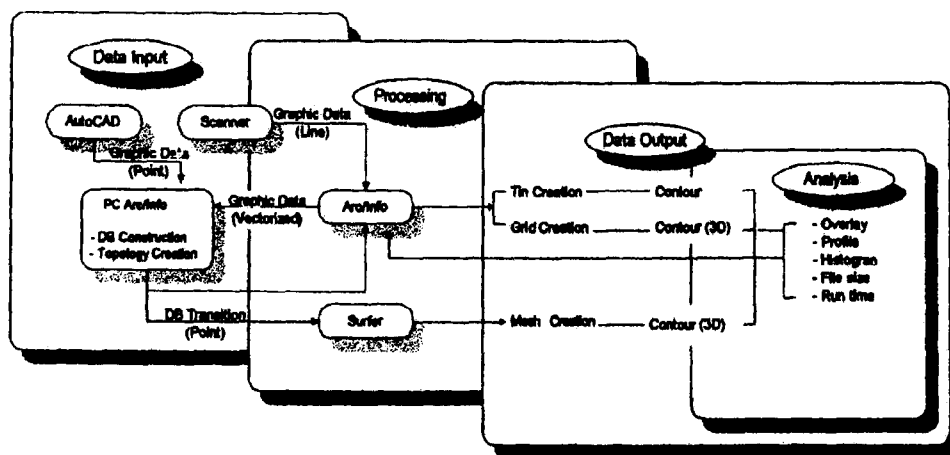 Data Input
AutoCAD
Graphic Data
(Point)
PC Arc/Info
- DB Construction
- Topology Creation
DB Transition
(Point)
Processing
Scanner
Graphic Data
(Line)
Graphic Data
(Vectorized)
Arc/Info
Surfer
Data Output
Tin Creation
Contour
Grid Creation
Contour (3D)
Mesh Creation
Contour (3D)
Analysis
- Overlay
- Profile
- Histogran
- File size
- Run time